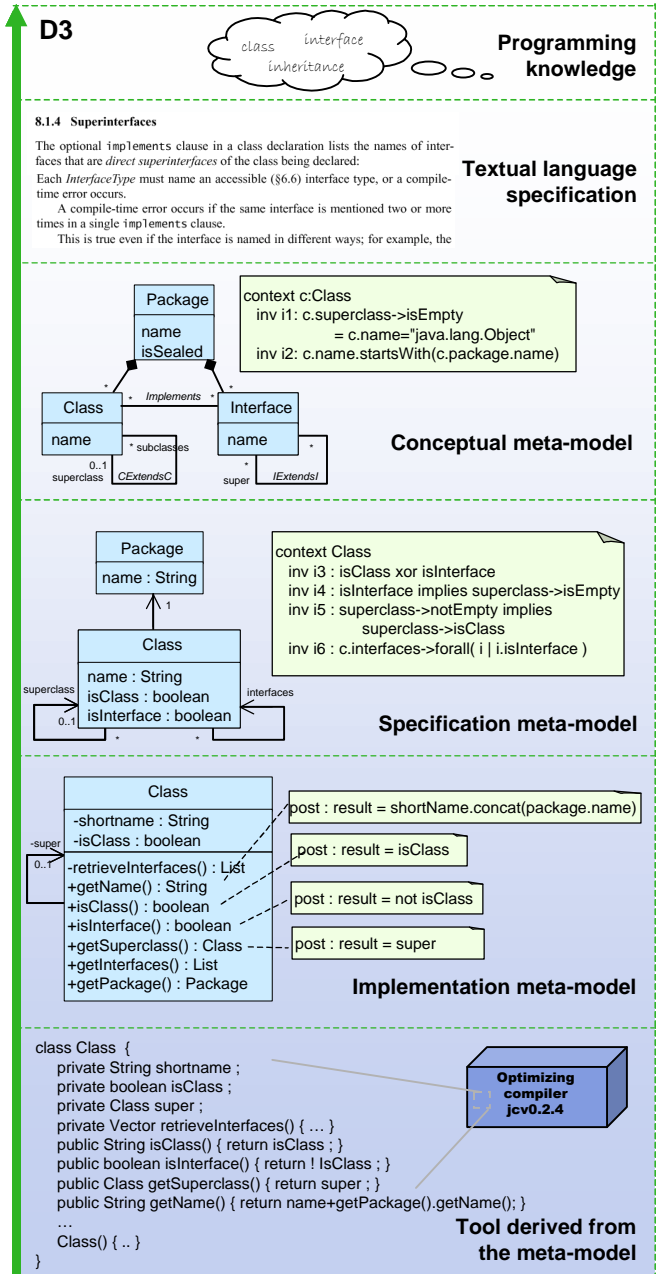 D3
class
interface
inheritance
Programming
knowledge
8.1.4 Superinterfaces
The optional implements clause in a class declaration lists the names of inter-
faces that are direct superinterfaces of the class being declared:
Each InterfaceType must name an accessible (§6.6) interface type, or a compile-
time error occurs.
A compile-time error occurs if the same interface is mentioned two or more
times in a single implements clause.
This is true even if the interface is named in different ways; for example, the
Textual language
specification
Package
name
isSealed
* *
* Implements *
Class
name
Interface
name
* subclasses
0..1
superclass
CExtendsC
*
*
super
IExtendsI
context c:Class
inv i1: c.superclass->isEmpty
= c.name="java.lang.Object"
inv i2: c.name.startsWith(c.package.name)
Conceptual meta-model
Package
name : String
1
Class
name : String
isClass : boolean
isInterface : boolean
superclass
0..1
*
interfaces
*
context Class
inv i3 : isClass xor isInterface
inv i4 : isInterface implies superclass->isEmpty
inv i5 : superclass->notEmpty implies
superclass->isClass
inv i6 : c.interfaces->forall( i | i.isInterface )
Specification meta-model
Class
-shortname : String
-isClass : boolean
-super
0..1
-retrieveInterfaces() : List
+getName() : String
+isClass() : boolean
+isInterface() : boolean
+getSuperclass() : Class
+getInterfaces() : List
+getPackage() : Package
post : result = shortName.concat(package.name)
post : result = isClass
post : result = not isClass
post : result = super
Implementation meta-model
class Class {
private String shortname ;
private boolean isClass ;
private Class super ;
private Vector retrieveInterfaces() { … }
public String isClass() { return isClass ; }
public boolean isInterface() { return ! IsClass ; }
public Class getSuperclass() { return super ; }
public String getName() { return name+getPackage().getName(); }
…
Class() { .. }
}
Optimizing
compiler
jcv0.2.4
Tool derived from
the meta-model